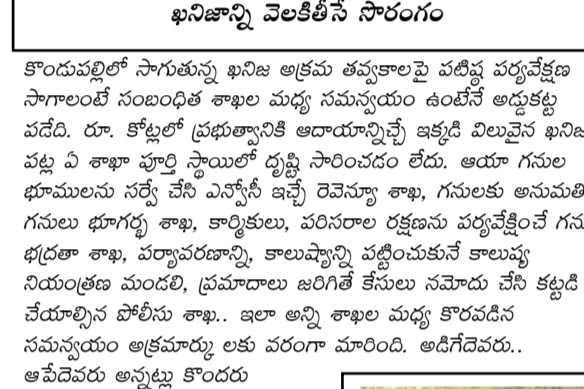 ఖనిజాన్ని వెలికితీసే సొరంగం
కొండుపల్లిలో సాగుతున్న ఖనిజ అక్రమ తవ్వకాలపై పటిష్ఠ పర్యవేక్షణ
సాగాలంటే సంబంధిత శాఖల మధ్య సమన్వయం ఉంటేనే అడ్డుకట్ట
పడేది. రూ. కోట్లలో ప్రభుత్వానికి ఆదాయాన్నిచ్చే ఇక్కడి విలువైన ఖనిజ
పట్ల ఏ శాఖా పూర్తి స్థాయిలో దృష్టి సారించడం లేదు. ఆయా గనుల
భూములను సర్వే చేసి ఎన్వోసీ ఇచ్చే రెవెన్యూ శాఖ, గనులకు అనుమతి
గనులు భూగర్భ శాఖ, కార్మికులు, పరిసరాల రక్షణను పర్యవేక్షించే గను
భద్రతా శాఖ, పర్యావరణాన్ని, కాలుష్యాన్ని పట్టించుకునే కాలుష్య
నియంత్రణ మండలి, ప్రమాదాలు జరిగితే కేసులు నమోదు చేసి కట్టడి
చేయాల్సిన పోలీసు శాఖ.. ఇలా అన్ని శాఖల మధ్య కొరవడిన
సమన్వయం అక్రమార్కు లకు వరంగా మారింది. అడిగేదెవరు..
ఆపేదెవరు అన్నట్లు కొందరు